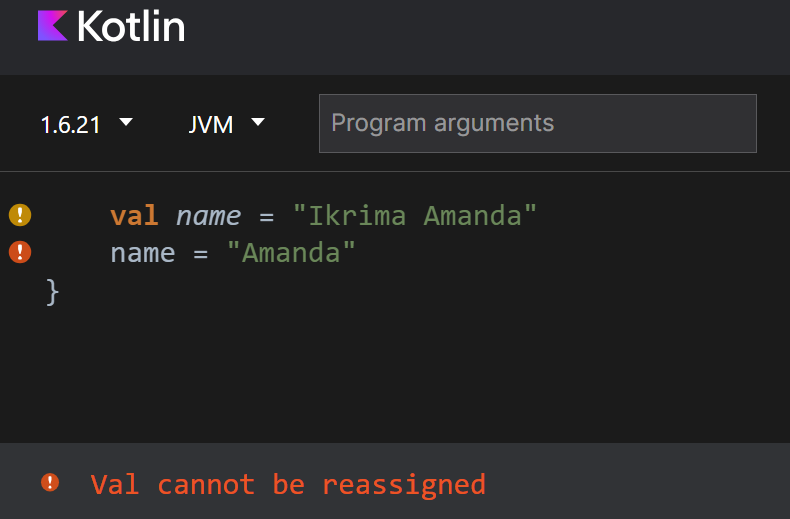 Kotlin
1.6.21 JVM Program arguments
val name = "Ikrima Amanda"
name = "Amanda"
}
Val cannot be reassigned